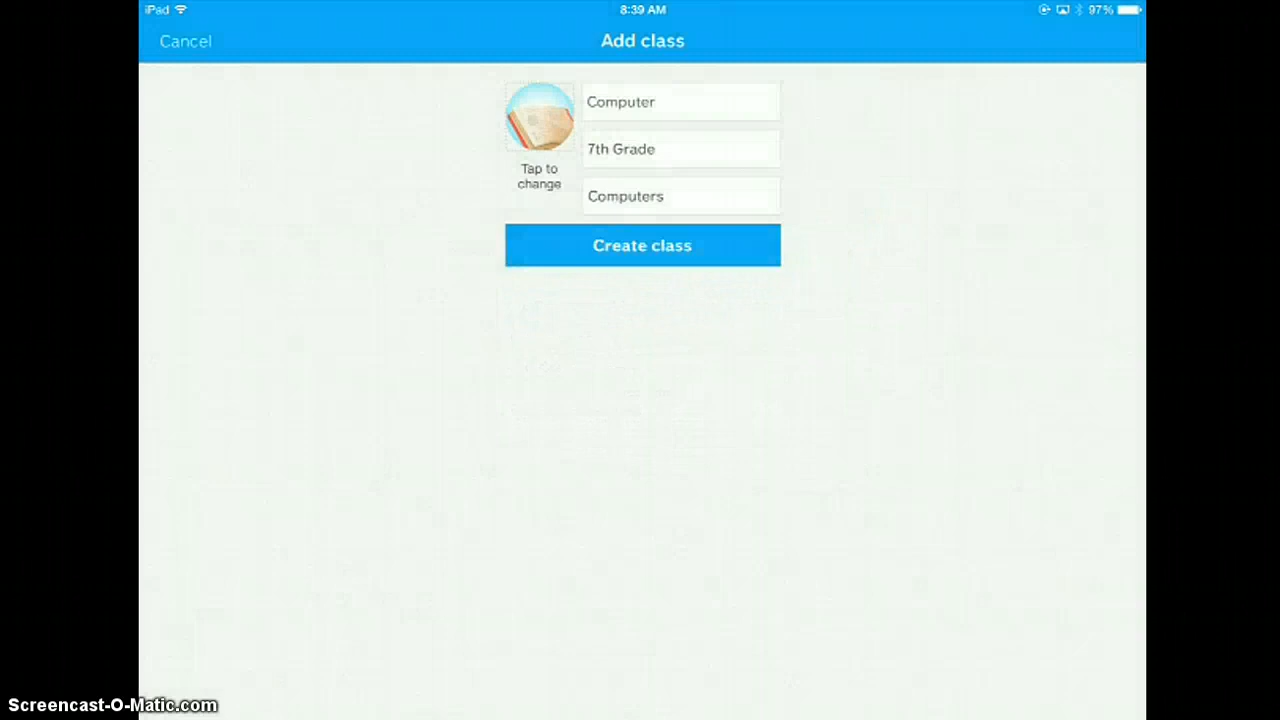 iPad 8:39 AM 97%
Cancel Add class
Computer
7th Grade
Tap to
change
Computers
Create class
Screencast-O-Matic.com